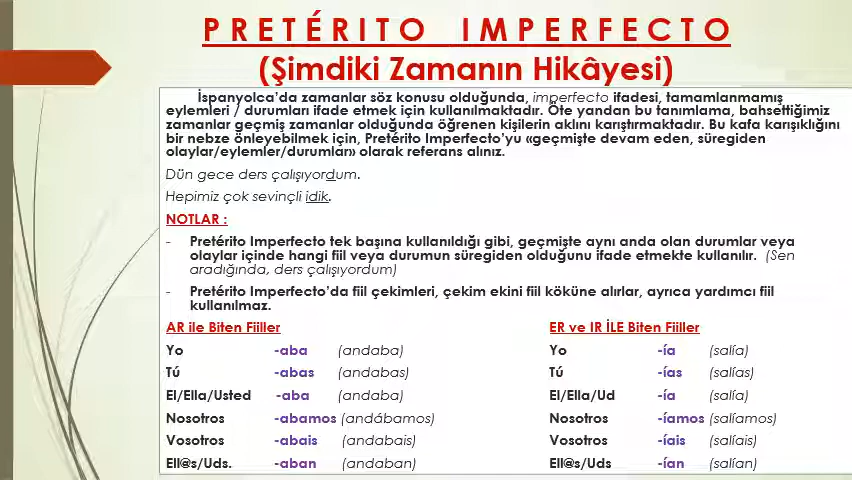 PRETÉRITO IMPERFECTO
(Şimdiki Zamanın Hikâyesi)
İspanyolca'da zamanlar söz konusu olduğunda, imperfecto ifadesi, tamamlanmamış
eylemleri / durumları ifade etmek için kullanılmaktadır. Öte yandan bu tanımlama, bahsettiğimiz
zamanlar geçmiş zamanlar olduğunda öğrenen kişilerin aklını karıştırmaktadır. Bu kafa karışıklığını
bir nebze önleyebilmek için, Pretérito Imperfecto'yu «geçmişte devam eden, süregiden
olaylar/eylemler/durumlar» olarak referans alınız.
Dün gece ders çalışıyordum.
Hepimiz çok sevinçli idik.
NOTLAR :
- Pretérito Imperfecto tek başına kullanıldığı gibi, geçmişte aynı anda olan durumlar veya
olaylar içinde hangi fiil veya durumun süregiden olduğunu ifade etmekte kullanılır. (Sen
aradığında, ders çalışıyordum)
- Pretérito Imperfecto'da fiil çekimleri, çekim ekini fiil köküne alırlar, ayrıca yardımcı fiil
kullanılmaz.
AR ile Biten Fiiller
Yo -aba (andaba)
Tú -abas (andabas)
El/Ella/Usted -aba (andaba)
Nosotros -abamos (andábamos)
Vosotros -abais (andabais)
Ell@s/Uds. -aban (andaban)
ER ve IR İLE Biten Fiiller
Yo -ía (salía)
Tú -ías (salías)
El/Ella/Ud -ía (salía)
Nosotros -íamos (salíamos)
Vosotros -íais (salíais)
Ell@s/Uds -ían (salían)